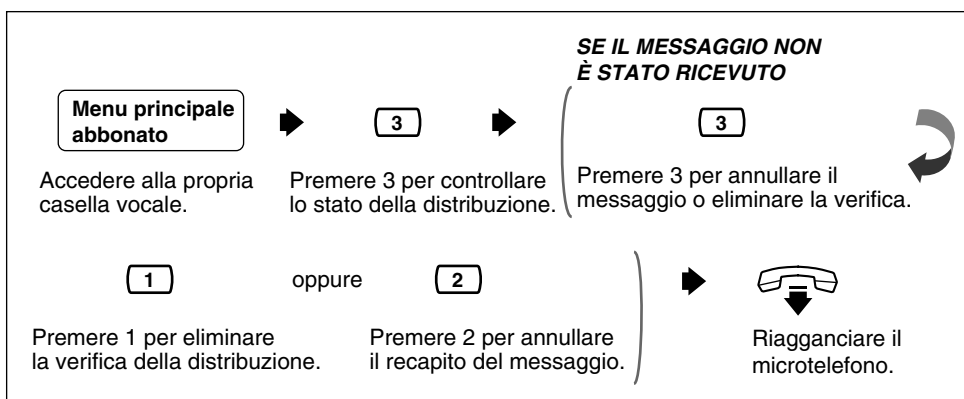 SE IL MESSAGGIO NON
È STATO RICEVUTO
Menu principale
abbonato
3
3
Accedere alla propria
casella vocale.
Premere 3 per controllare
lo stato della distribuzione.
Premere 3 per annullare il
messaggio o eliminare la verifica.
1
oppure
2
Premere 1 per eliminare
la verifica della distribuzione.
Premere 2 per annullare
il recapito del messaggio.
Riagganciare il
microtelefono.